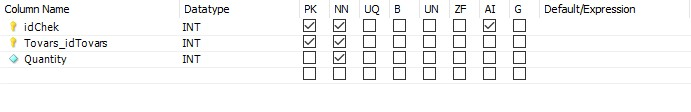 Column Name Datatype PK NN UQ B UN ZF AI G Default/Expression
idChek INT
Tovars_idTovars INT
Quantity INT